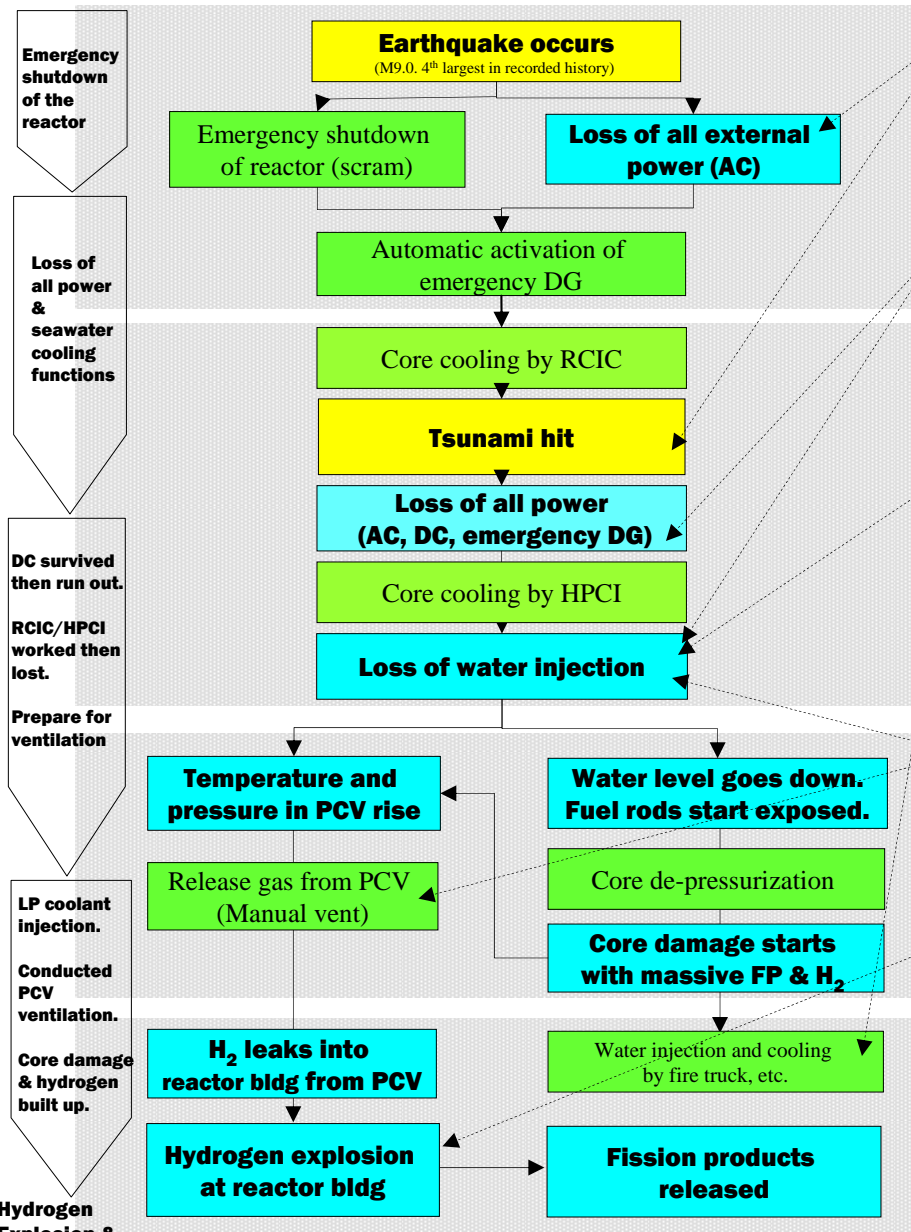 Emergency
shutdown
of the
reactor
Earthquake occurs
(M9.0. 4th largest in recorded history)
Emergency shutdown
of reactor (scram)
Loss of all external
power (AC)
Loss of
all power
&
seawater
cooling
functions
Automatic activation of
emergency DG
Core cooling by RCIC
Tsunami hit
Loss of all power
(AC, DC, emergency DG)
DC survived
then run out.
RCIC/HPCI
worked then
lost.
Prepare for
ventilation
Core cooling by HPCI
Loss of water injection
Temperature and
pressure in PCV rise
Water level goes down.
Fuel rods start exposed.
Release gas from PCV
(Manual vent)
Core de-pressurization
LP coolant
injection.
Conducted
PCV
ventilation.
Core damage
& hydrogen
built up.
Core damage starts
with massive FP & H2
H2 leaks into
reactor bldg from PCV
Water injection and cooling
by fire truck, etc.
Hydrogen explosion
at reactor bldg
Fission products
released
Hydrogen
Explosion &